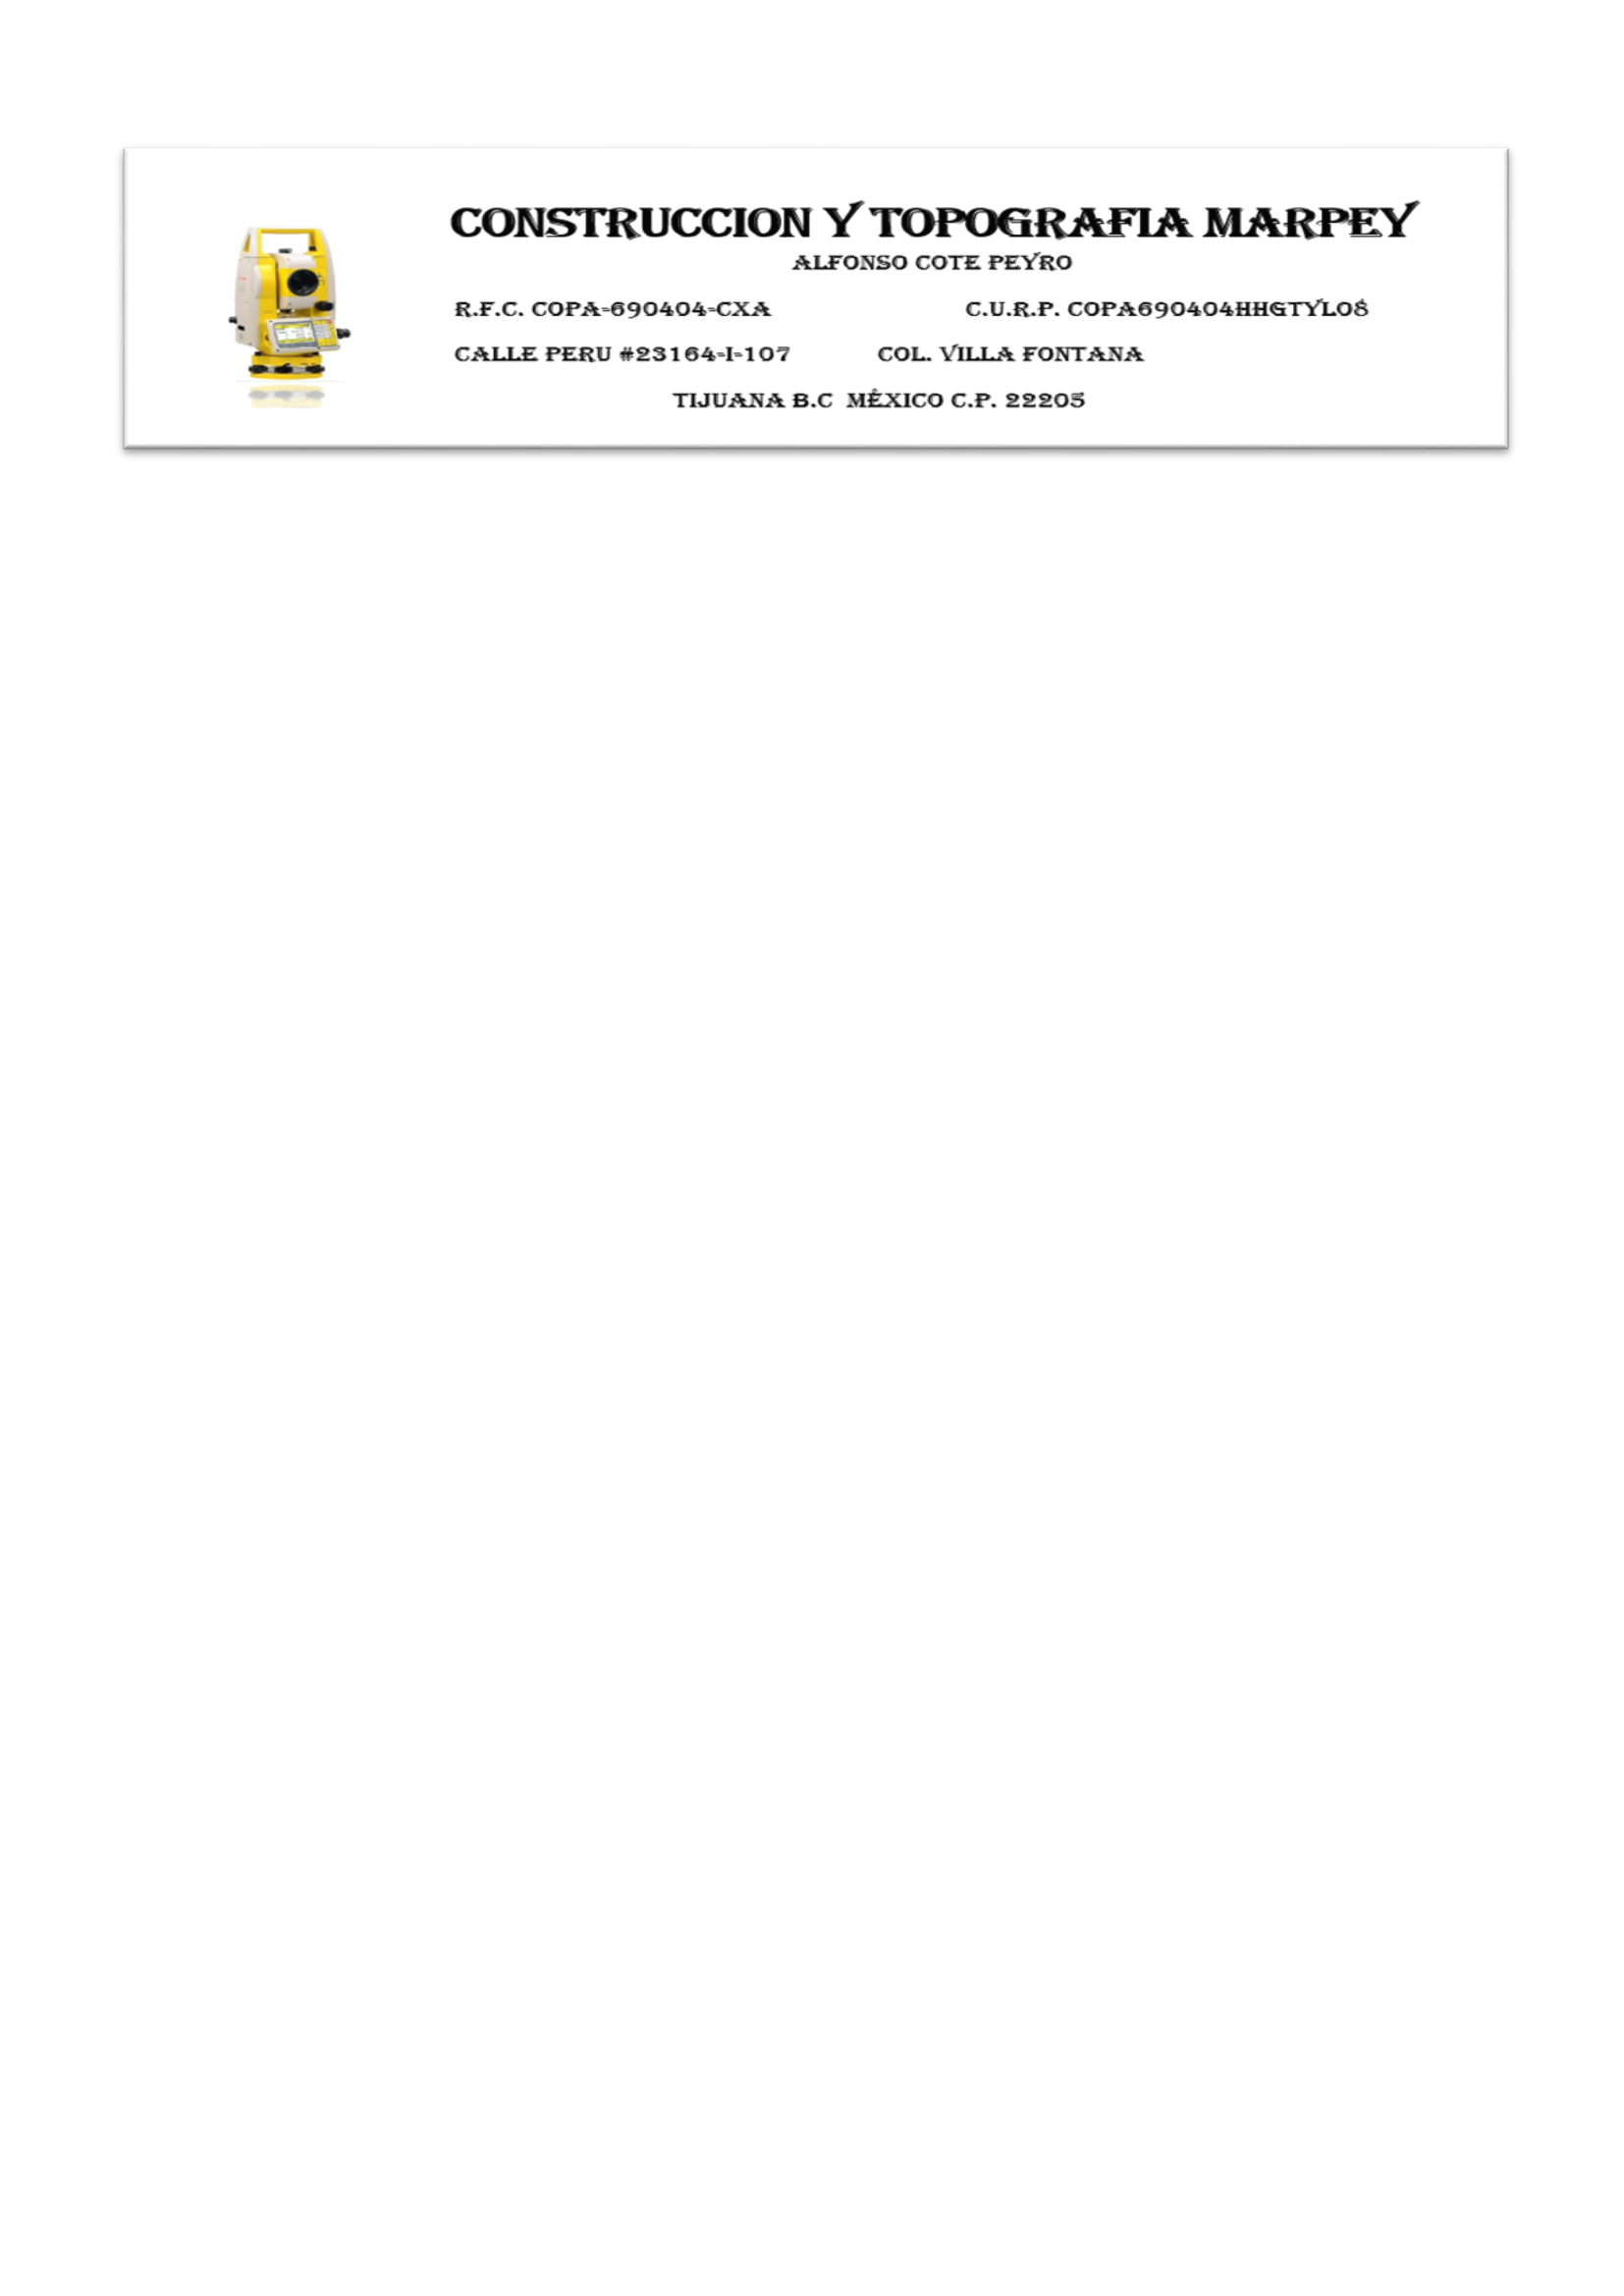 CONSTRUCCION Y TOPOGRAFIA MARPEY
ALFONSO COTE PEYRO
R.F.C. COPA-690404-CXA C.U.R.P. COPA690404HHGTYL08
CALLE PERU #23164-I-107 COL. VILLA FONTANA
TIJUANA B.C MÉXICO C.P. 22205